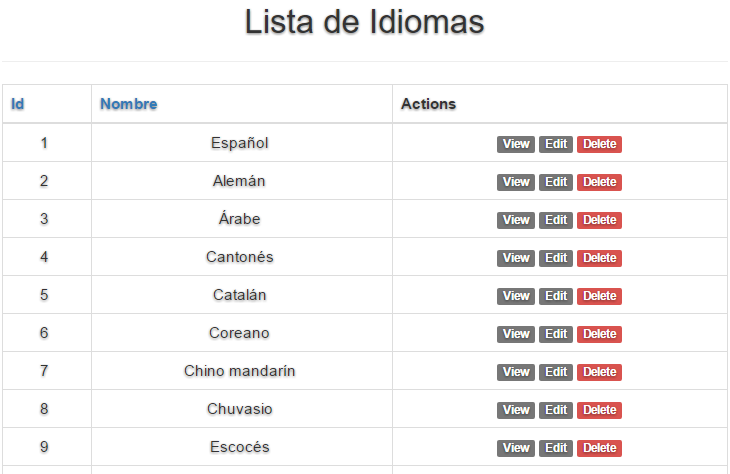 Lista de Idiomas
Id Nombre Actions
1 Español View Edit Delete
2 Alemán View Edit Delete
3 Árabe View Edit Delete
4 Cantonés View Edit Delete
5 Catalán View Edit Delete
6 Coreano View Edit Delete
7 Chino mandarín View Edit Delete
8 Chuvasio View Edit Delete
9 Escocés View Edit Delete